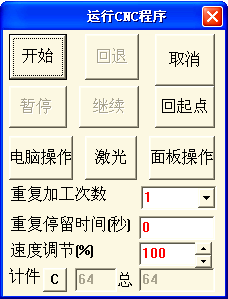 运行CNC程序
开始 回退 取消
暂停 继续 回起点
电脑操作 激光 面板操作
重复加工次数 1
重复停留时间(秒) 0
速度调节(%) 100
计件 C 64 总 64